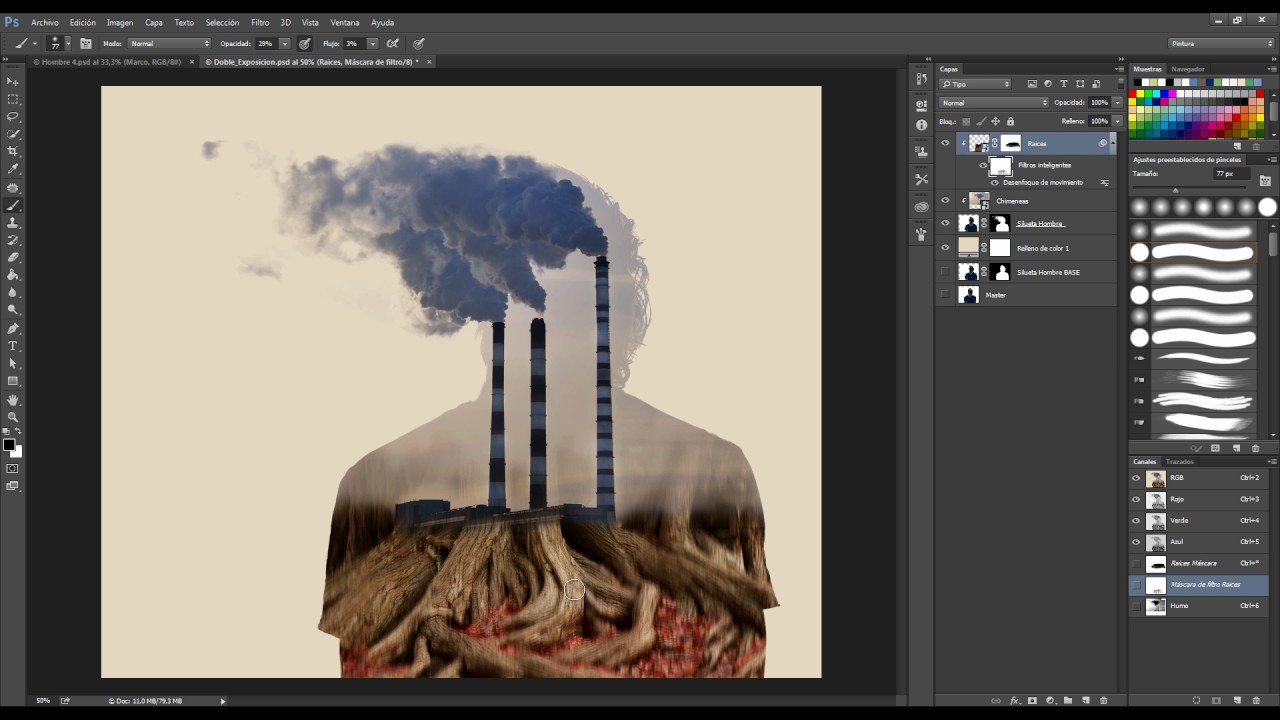 Ps Archivo Edición Imagen Capa Texto Selección Filtro 3D Vista Ventana Ayuda
77 Modo: Normal Opacidad: 29% Flujo: 3% Pintura
© Hombre 4.psd al 33,3% (Marco, RGB/8#) × © Doble_Exposicion.psd al 50% (Raices, Máscara de filtro/8) * ×
Capas
Tipo
Normal Opacidad: 100%
Bloq.: Relleno: 100%
Raices
Filtros inteligentes
Desenfoque de movimiento
Chimeneas
Silueta Hombre
Relleno de color 1
Silueta Hombre BASE
Master
Muestras Navegador
Ajustes preestablecidos de pinceles
Tamaño: 77 px
Canales Trazados
RGB Ctrl+2
Rojo Ctrl+3
Verde Ctrl+4
Azul Ctrl+5
Raices Máscara Ctrl+º
Máscara de filtro Raices
Humo Ctrl+6
50% © Doc: 11,0 MB/79,3 MB